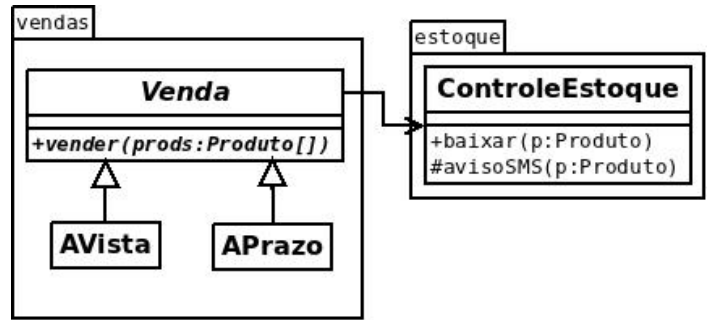 vendas
Venda
+vender(prods:Produto[])
AVista
APrazo
estoque
ControleEstoque
+baixar(p:Produto)
#avisoSMS(p:Produto)